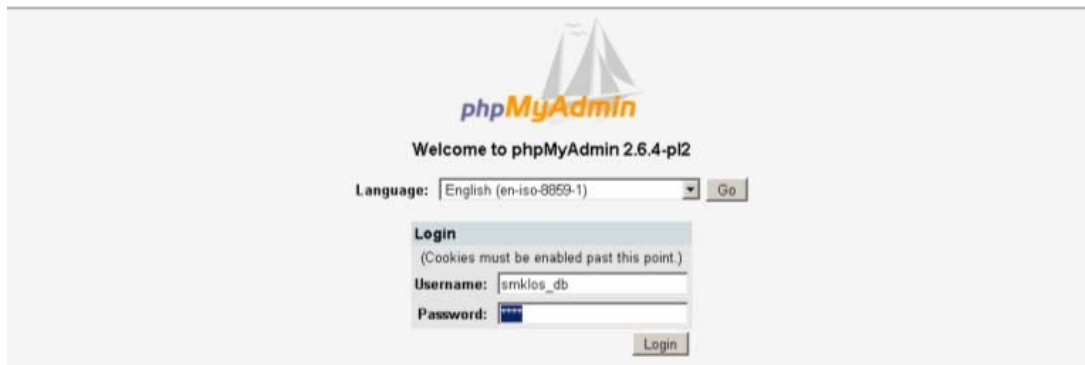 phpMyAdmin
Welcome to phpMyAdmin 2.6.4-pl2
Language: English (en-iso-8859-1) Go
Login
(Cookies must be enabled past this point.)
Username: smklos_db
Password: ****
Login